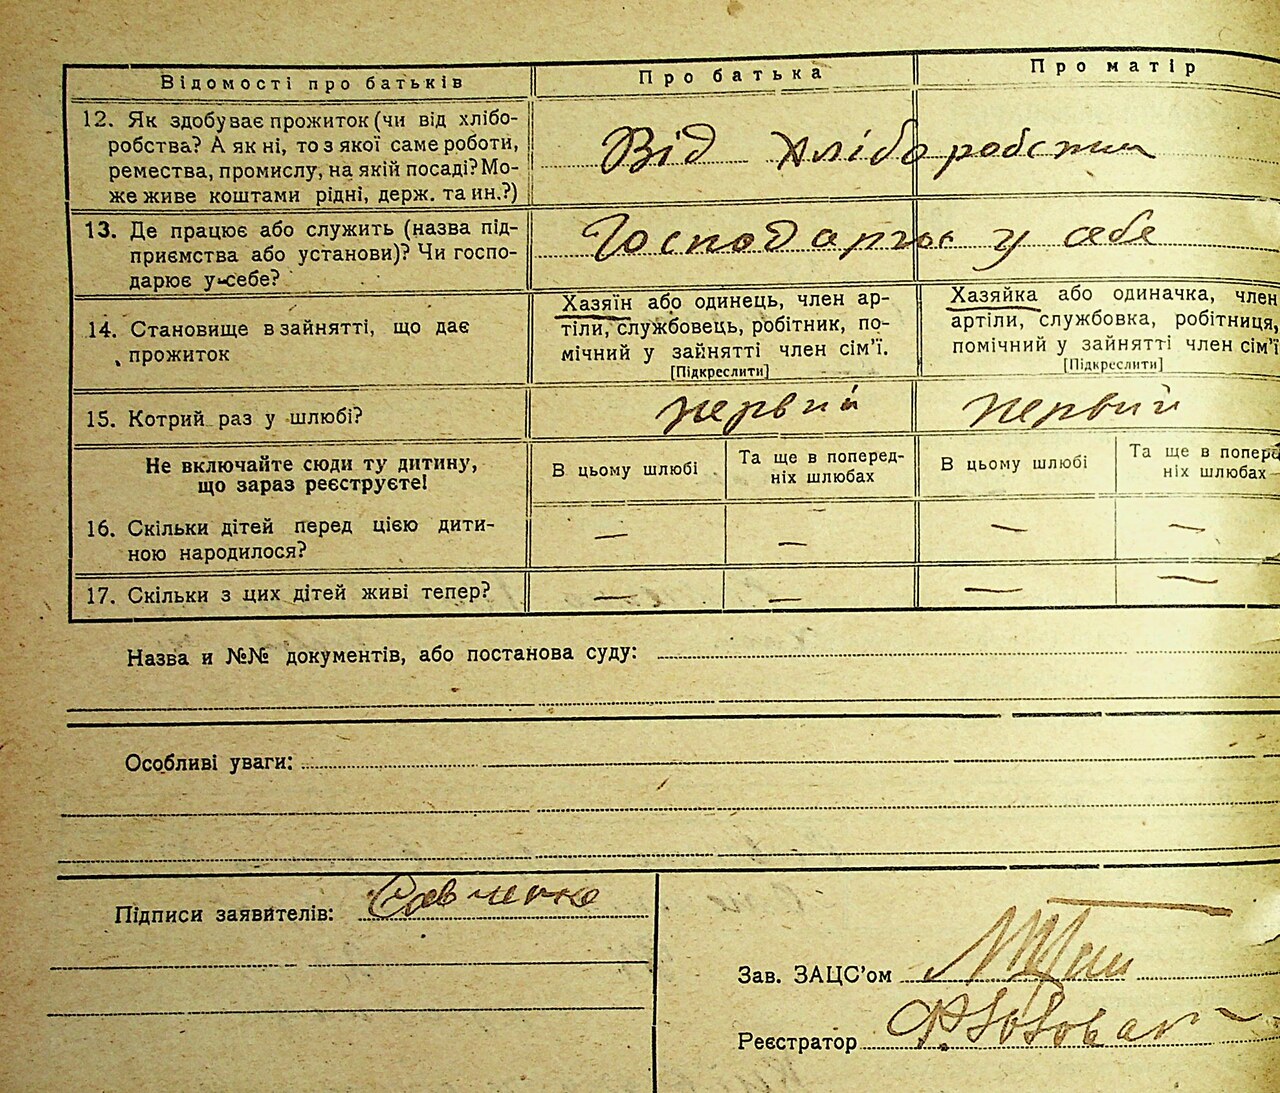 Відомості про батьків Про батька Про матір
12. Як здобуває прожиток (чи від хлібо-
робства? А як ні, то з якої саме роботи,
ремества, промислу, на якій посаді? Мо-
же живе коштами рідні, держ. та ин.?)
Від хліборобства
13. Де працює або служить (назва під-
приємства або установи)? Чи госпо-
дарює у себе?
Господарює у себе
14. Становище в зайнятті, що дає
прожиток
Хазяїн або одинець, член ар-
тіли, службовець, робітник, по-
мічний у зайнятті член сім’ї.
[Підкреслити]
Хазяйка або одиначка, член
артіли, службовка, робітниця,
помічний у зайнятті член сім’ї
[Підкреслити]
15. Котрий раз у шлюбі? первий первий
Не включайте сюди ту дитину,
що зараз реєструєте!
В цьому шлюбі
Та ще в поперед-
ніх шлюбах
В цьому шлюбі
Та ще в попере
ніх шлюбах
16. Скільки дітей перед цією дити-
ною народилося?
— — — —
17. Скільки з цих дітей живі тепер? — — — —
Назва и №№ документів, або постанова суду:
Особливі уваги:
Підписи заявителів: Савченко
Зав. ЗАЦС’ом
Реєстратор